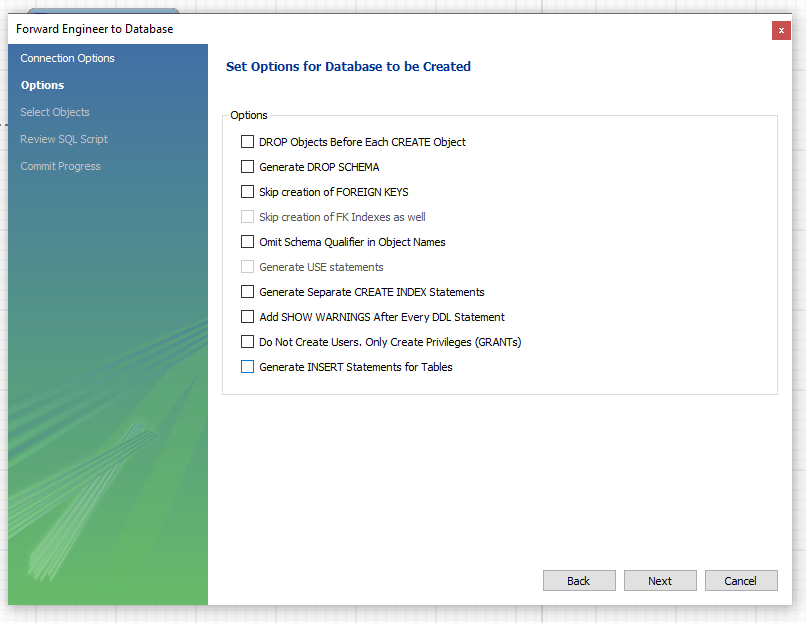 Forward Engineer to Database
x
Connection Options
Options
Select Objects
Review SQL Script
Commit Progress
Set Options for Database to be Created
Options
DROP Objects Before Each CREATE Object
Generate DROP SCHEMA
Skip creation of FOREIGN KEYS
Skip creation of FK Indexes as well
Omit Schema Qualifier in Object Names
Generate USE statements
Generate Separate CREATE INDEX Statements
Add SHOW WARNINGS After Every DDL Statement
Do Not Create Users. Only Create Privileges (GRANTs)
Generate INSERT Statements for Tables
Back
Next
Cancel